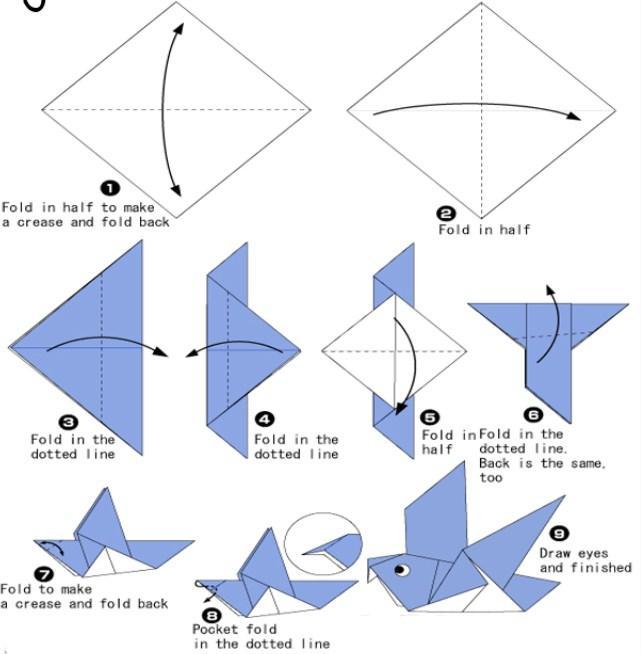 1
Fold in half to make
a crease and fold back
2
Fold in half
3
Fold in the
dotted line
4
Fold in the
dotted line
5
Fold in
half
6
Fold in the
dotted line.
Back is the same,
too
7
Fold to make
a crease and fold back
8
Pocket fold
in the dotted line
9
Draw eyes
and finished